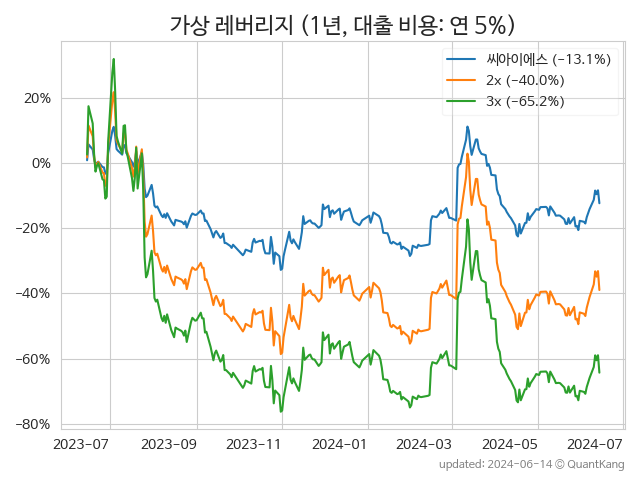 가상 레버리지 (1년, 대출 비용: 연 5%)
씨아이에스 (−13.1%)
2x (−40.0%)
3x (−65.2%)
20%
0%
−20%
−40%
−60%
−80%
2023-07
2023-09
2023-11
2024-01
2024-03
2024-05
2024-07
updated: 2024-06-14 © QuantKang